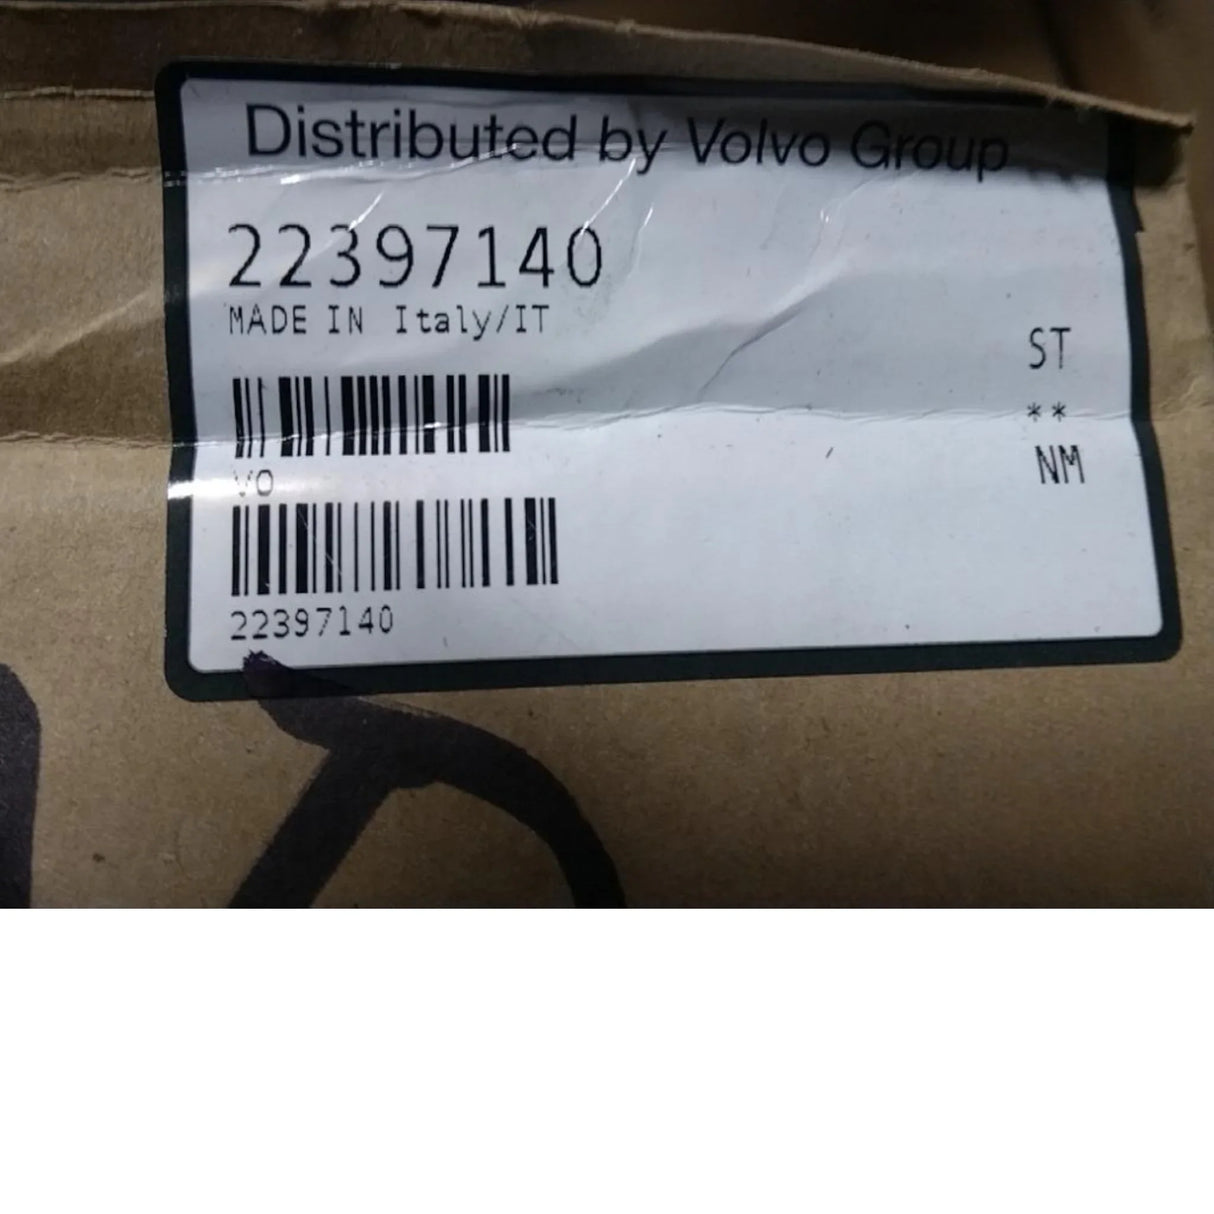 Distributed by Volvo Group
22397140
MADE IN Italy/IT
ST
**
NM
VO
22397140